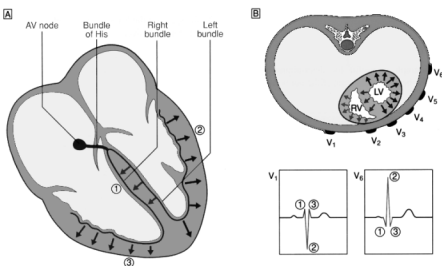 A
AV node
Bundle
of His
Right
bundle
Left
bundle
①
②
③
B
LV
RV
V1
V2
V3
V4
V5
V6
V1
①
③
②
V6
②
①
③